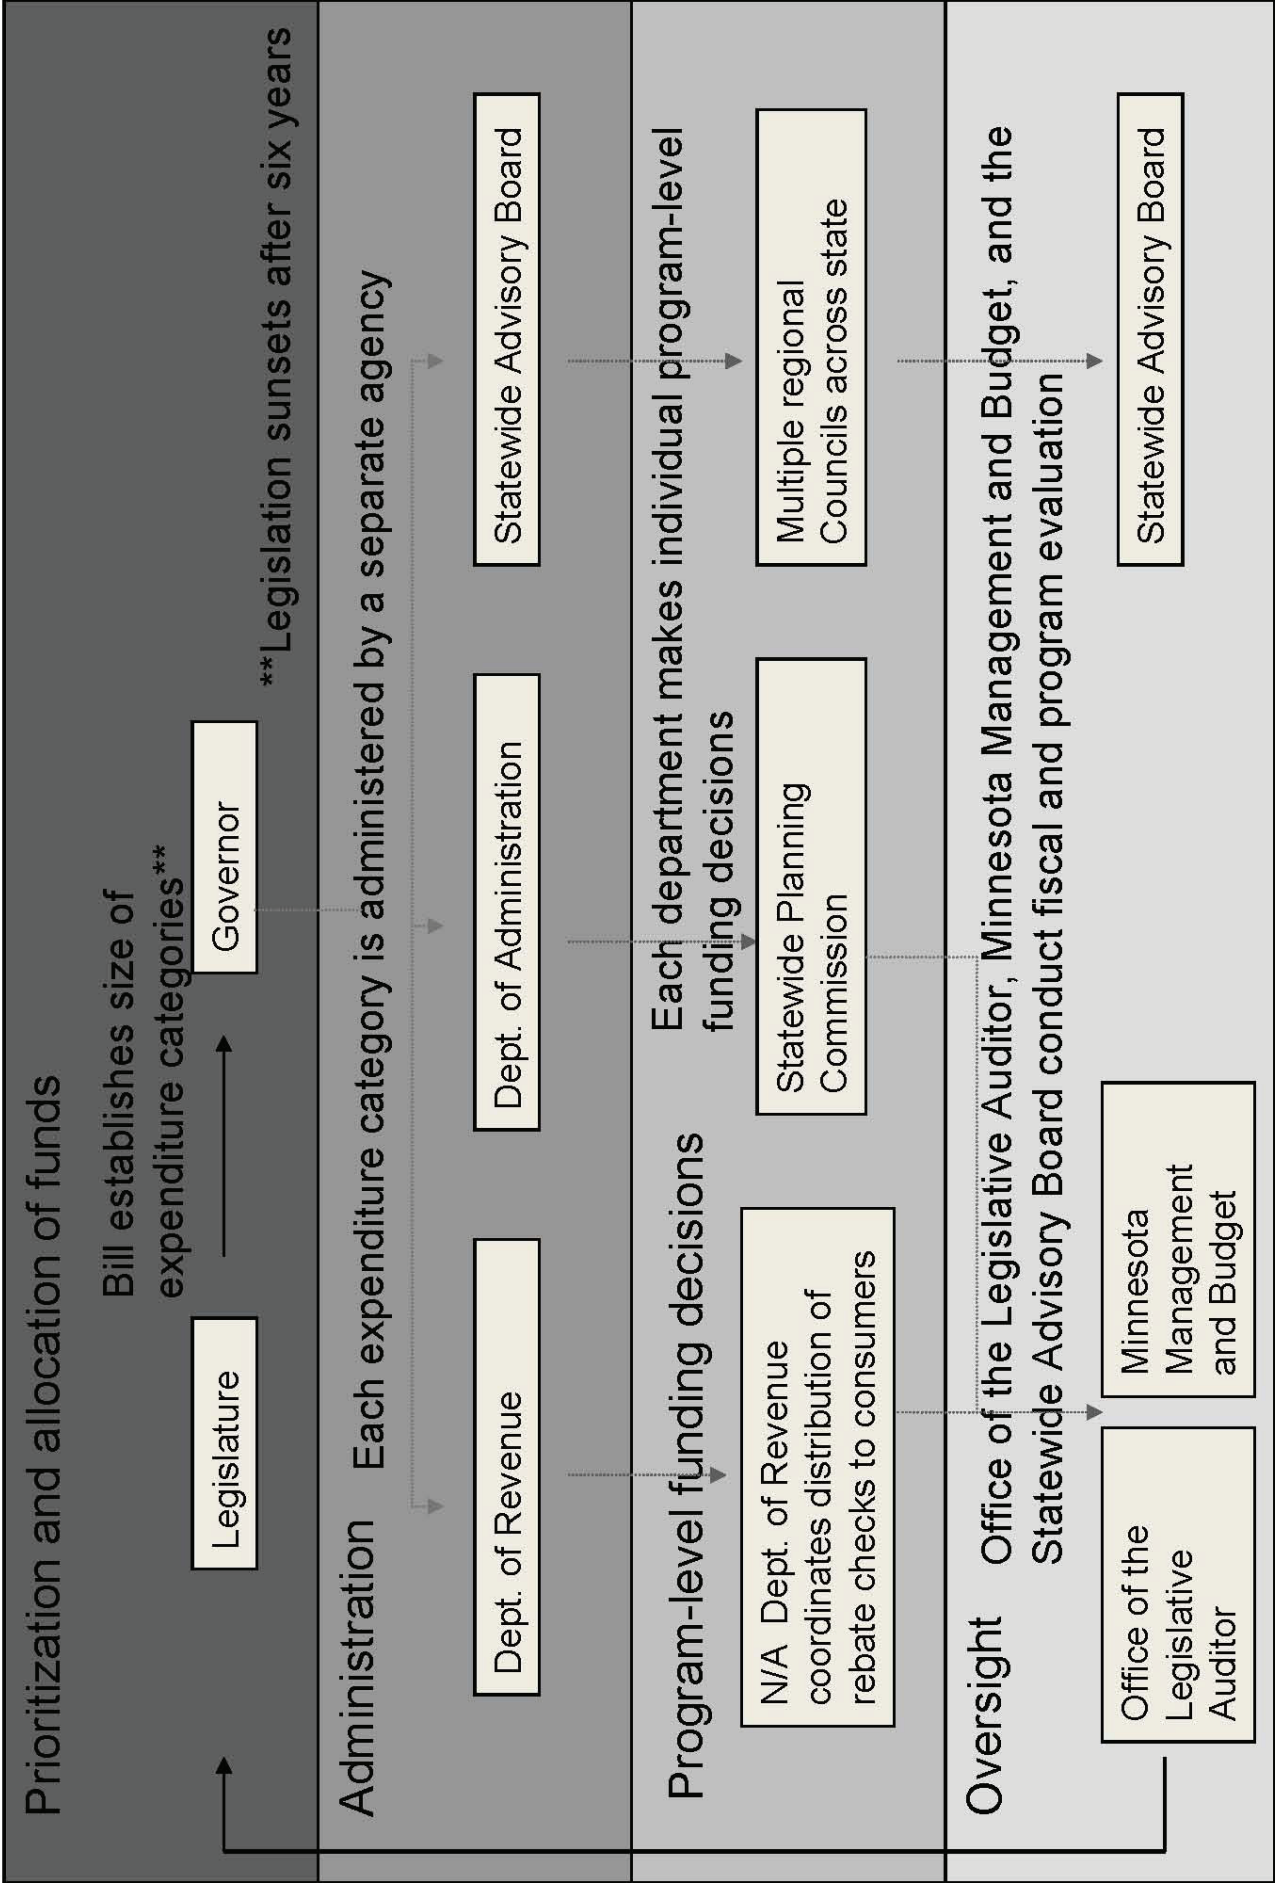 Prioritization and allocation of funds
Bill establishes size of
expenditure categories**
Legislature
Governor
**Legislation sunsets after six years
Administration
Each expenditure category is administered by a separate agency
Dept. of Revenue
Dept. of Administration
Statewide Advisory Board
Program-level funding decisions
Each department makes individual program-level
funding decisions
N/A Dept. of Revenue
coordinates distribution of
rebate checks to consumers
Statewide Planning
Commission
Multiple regional
Councils across state
Oversight
Office of the Legislative Auditor, Minnesota Management and Budget, and the
Statewide Advisory Board conduct fiscal and program evaluation
Office of the
Legislative
Auditor
Minnesota
Management
and Budget
Statewide Advisory Board